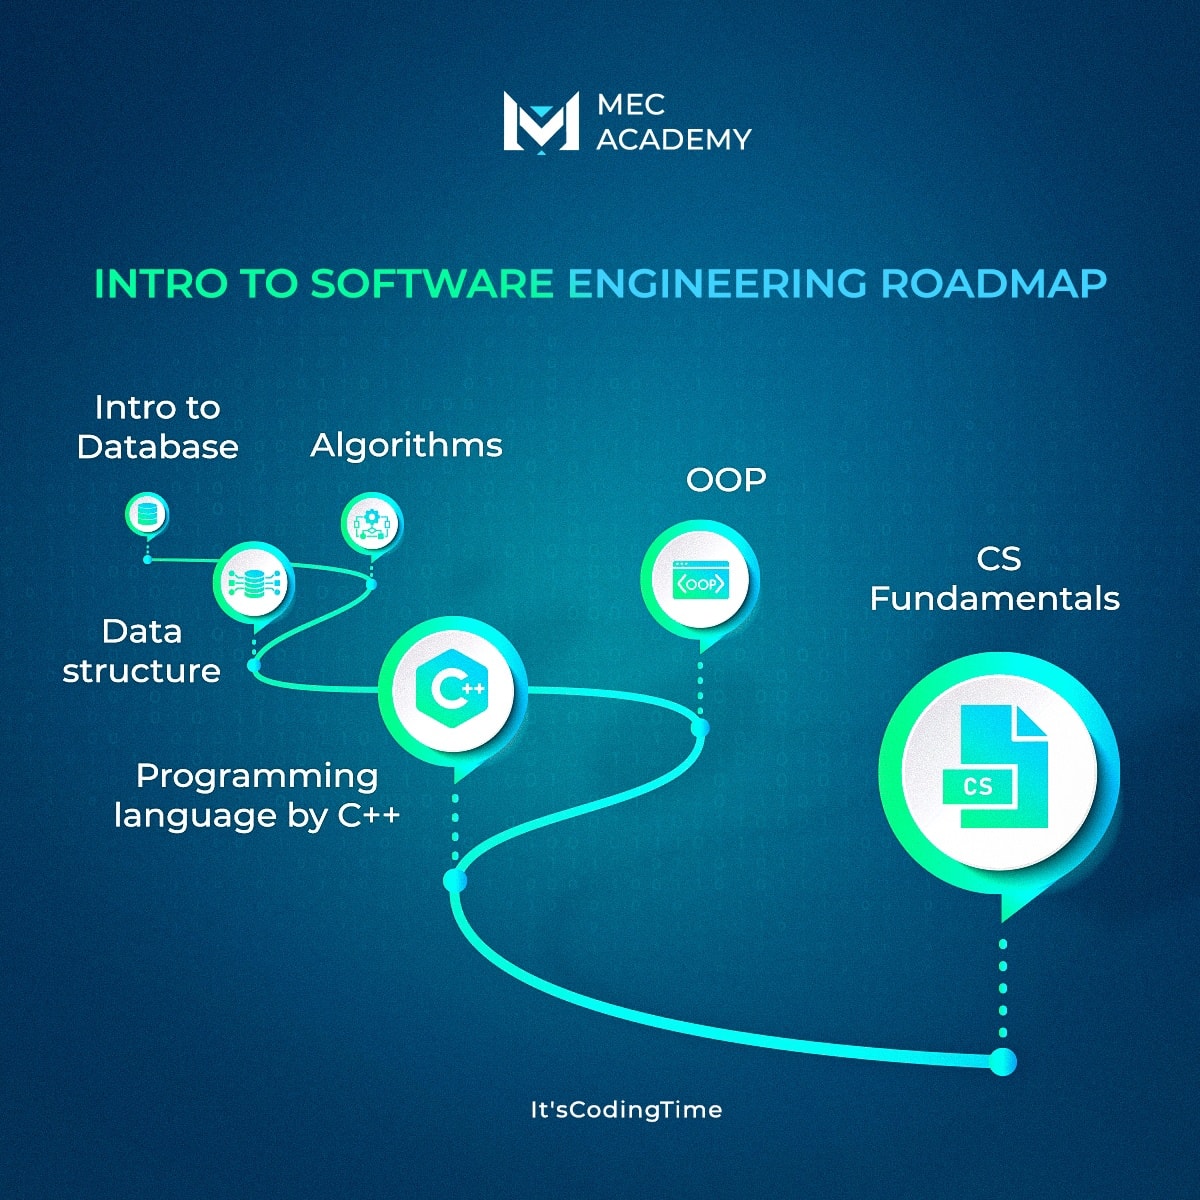 MEC
ACADEMY
INTRO TO SOFTWARE ENGINEERING ROADMAP
Intro to
Database
Algorithms
OOP
<OOP>
CS
Fundamentals
Data
structure
C++
CS
Programming
language by C++
It'sCodingTime